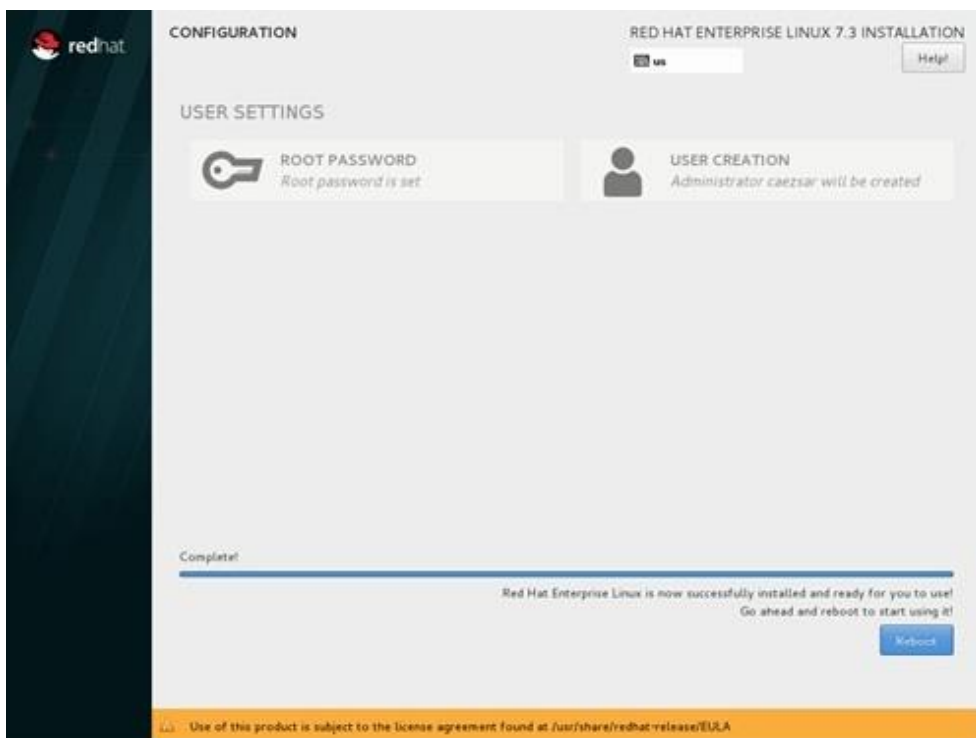 redhat
CONFIGURATION
RED HAT ENTERPRISE LINUX 7.3 INSTALLATION
us
Help!
USER SETTINGS
ROOT PASSWORD
Root password is set
USER CREATION
Administrator caezsar will be created
Complete!
Red Hat Enterprise Linux is now successfully installed and ready for you to use!
Go ahead and reboot to start using it!
Reboot
Use of this product is subject to the license agreement found at /usr/share/redhat-release/EULA